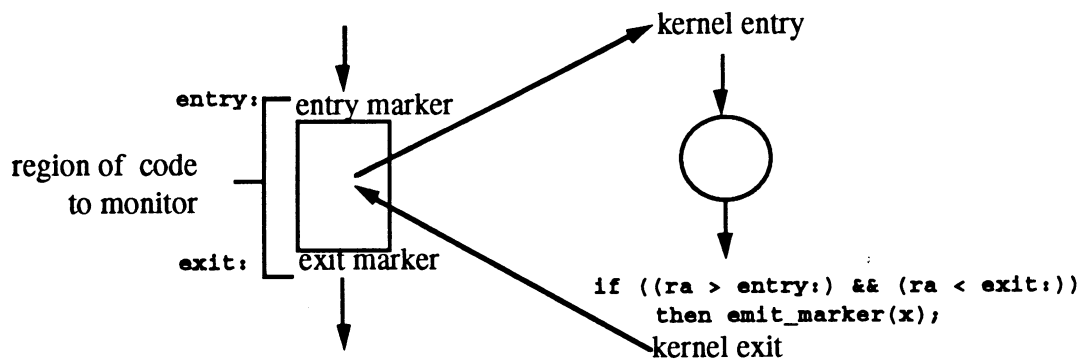 kernel entry
entry:
entry marker
region of code
to monitor
exit:
exit marker
if ((ra > entry:) && (ra < exit:))
then emit_marker(x);
kernel exit